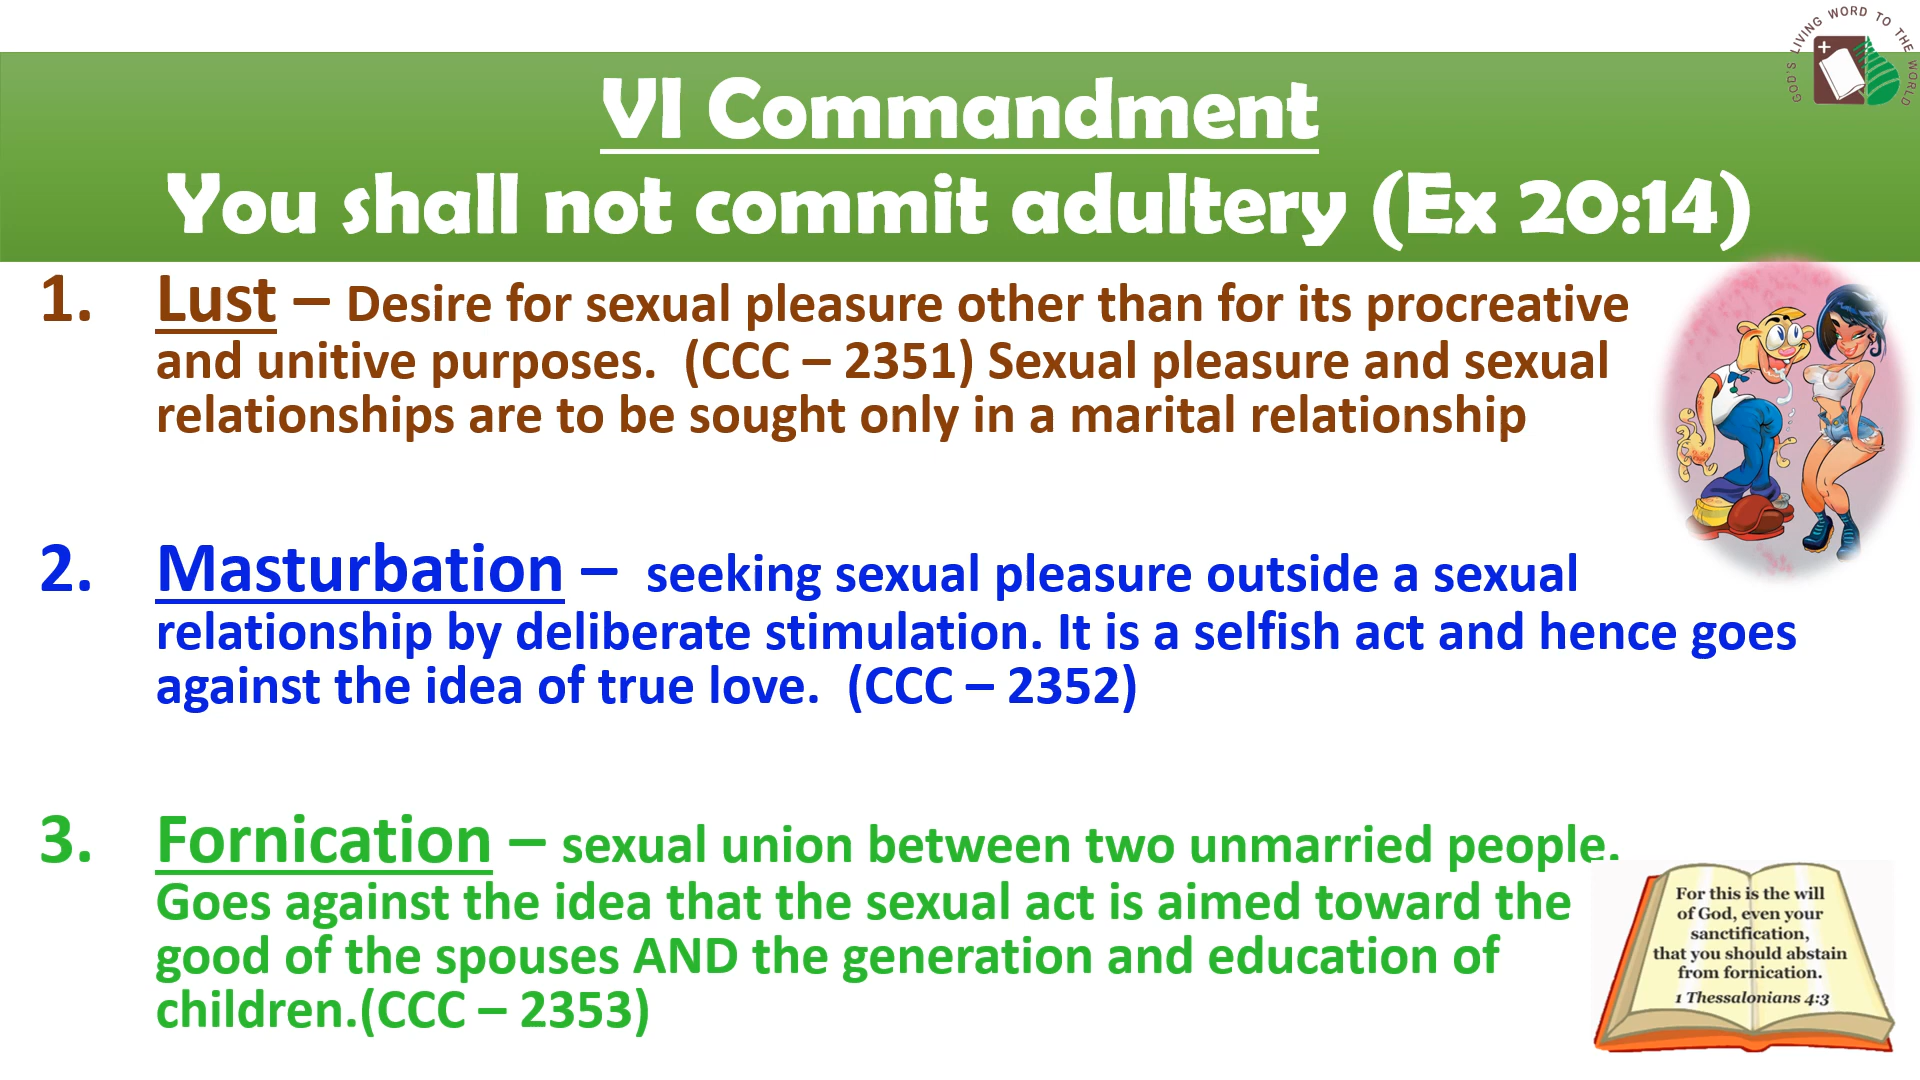 GOD'S LIVING WORD TO THE WORLD
VI Commandment
You shall not commit adultery (Ex 20:14)
1. Lust – Desire for sexual pleasure other than for its procreative
and unitive purposes. (CCC – 2351) Sexual pleasure and sexual
relationships are to be sought only in a marital relationship
2. Masturbation – seeking sexual pleasure outside a sexual
relationship by deliberate stimulation. It is a selfish act and hence goes
against the idea of true love. (CCC – 2352)
3. Fornication – sexual union between two unmarried people.
Goes against the idea that the sexual act is aimed toward the
good of the spouses AND the generation and education of
children.(CCC – 2353)
For this is the will
of God, even your
sanctification,
that you should abstain
from fornication.
1 Thessalonians 4:3